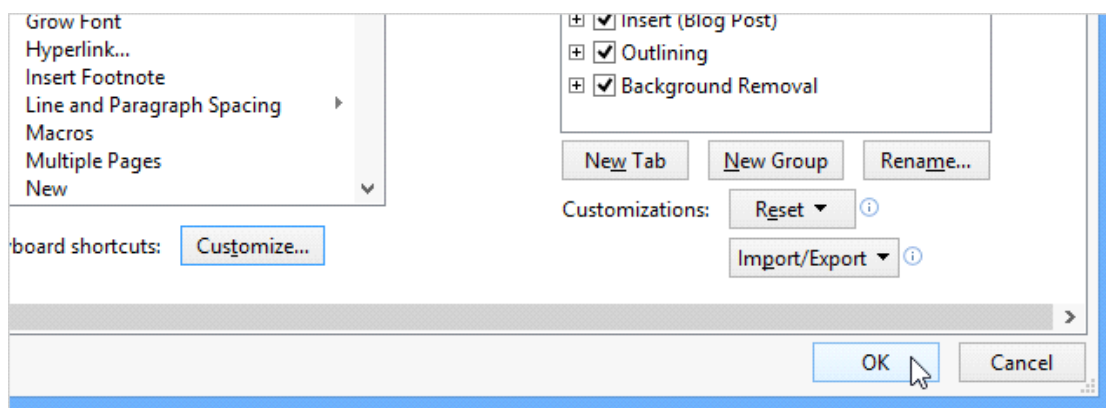 Grow Font
Hyperlink...
Insert Footnote
Line and Paragraph Spacing
Macros
Multiple Pages
New
board shortcuts:
Customize...
Insert (Blog Post)
Outlining
Background Removal
New Tab
New Group
Rename...
Customizations:
Reset
Import/Export
OK
Cancel